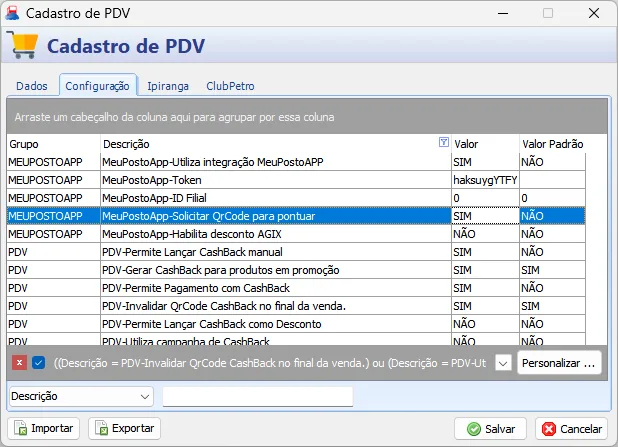 Cadastro de PDV
Cadastro de PDV
Dados Configuração Ipiranga ClubPetro
Arraste um cabeçalho da coluna aqui para agrupar por essa coluna
Grupo Descrição Valor Valor Padrão
MEUPOSTOAPP MeuPostoApp-Utiliza integração MeuPostoAPP SIM NÃO
MEUPOSTOAPP MeuPostoApp-Token haksuygYTFY
MEUPOSTOAPP MeuPostoApp-ID Filial 0 0
MEUPOSTOAPP MeuPostoApp-Solicitar QrCode para pontuar SIM NÃO
MEUPOSTOAPP MeuPostoApp-Habilita desconto AGIX NÃO NÃO
PDV PDV-Permite Lançar CashBack manual SIM NÃO
PDV PDV-Gerar CashBack para produtos em promoção SIM SIM
PDV PDV-Permite Pagamento com CashBack SIM NÃO
PDV PDV-Invalidar QrCode CashBack no final da venda. SIM SIM
PDV PDV-Permite Lançar CashBack como Desconto NÃO NÃO
PDV PDV-Utiliza campanha de CashBack NÃO NÃO
((Descrição = PDV-Invalidar QrCode CashBack no final da venda.) ou (Descrição = PDV-Ut Personalizar ...
Descrição
Importar Exportar Salvar Cancelar